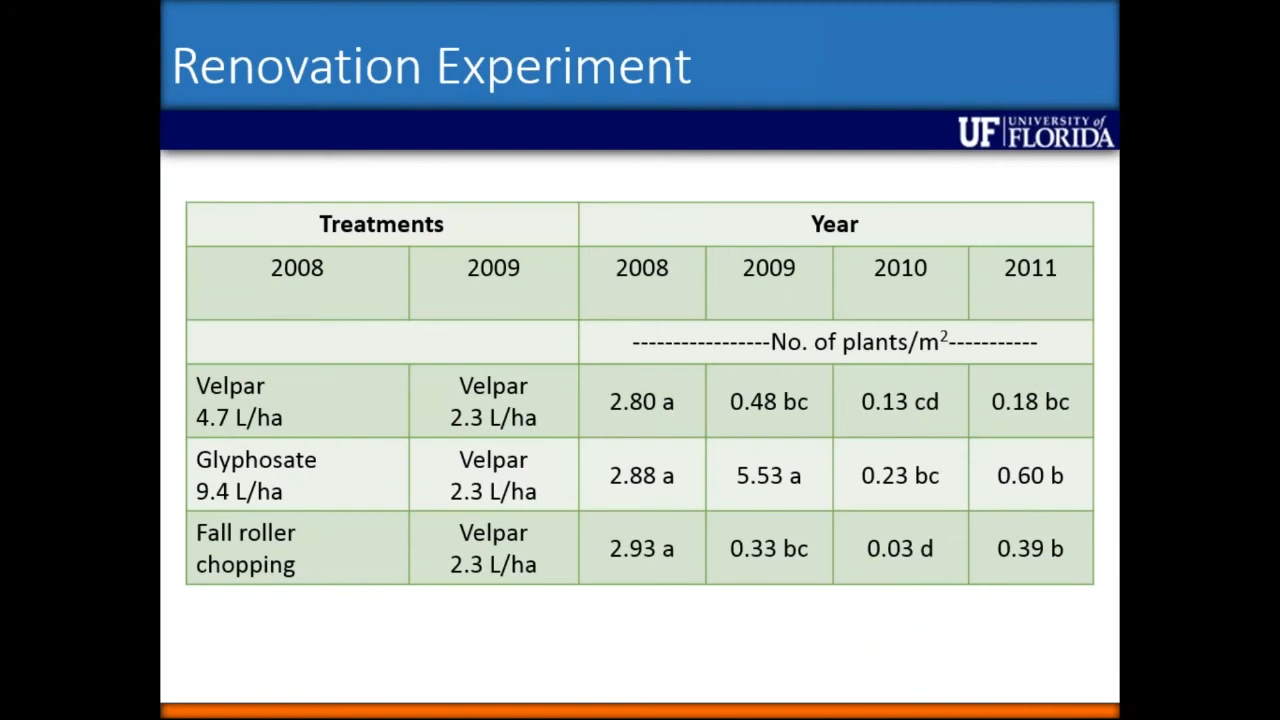 Renovation Experiment
UF UNIVERSITY of
FLORIDA
Treatments Year
2008 2009 2008 2009 2010 2011
-----------------No. of plants/m²-----------
Velpar
4.7 L/ha
Velpar
2.3 L/ha
2.80 a 0.48 bc 0.13 cd 0.18 bc
Glyphosate
9.4 L/ha
Velpar
2.3 L/ha
2.88 a 5.53 a 0.23 bc 0.60 b
Fall roller
chopping
Velpar
2.3 L/ha
2.93 a 0.33 bc 0.03 d 0.39 b